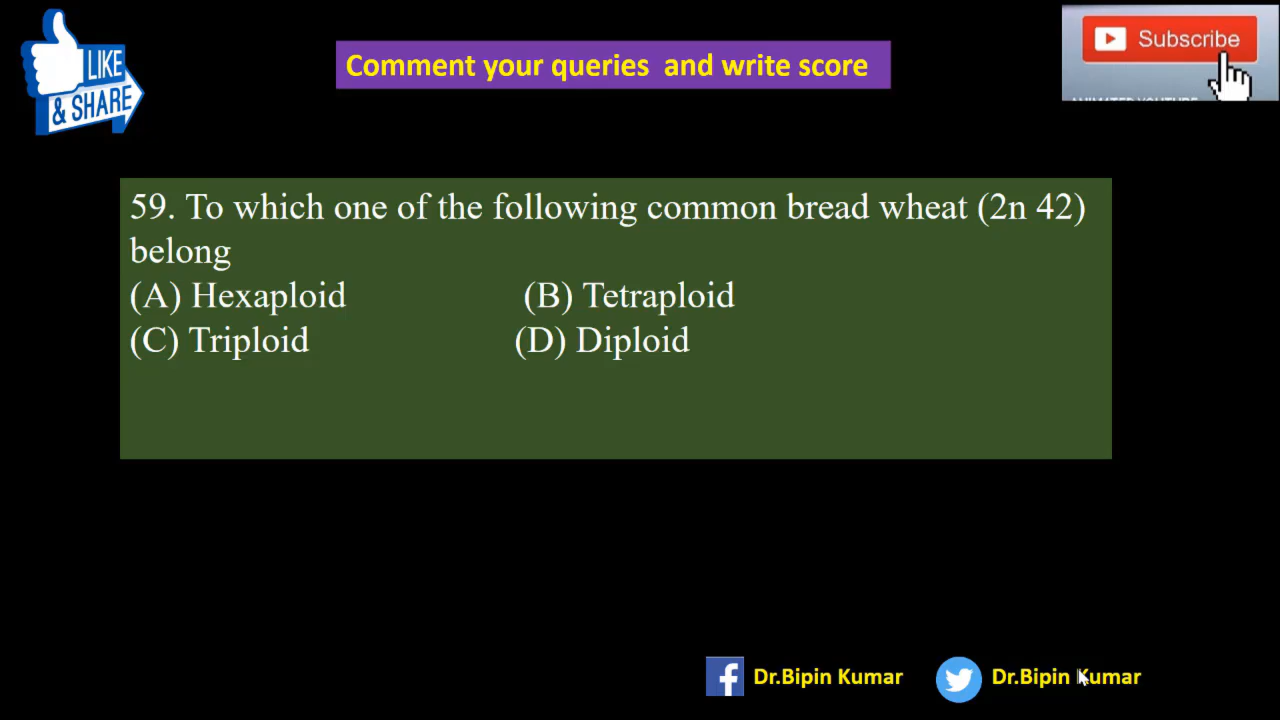 LIKE
& SHARE
Comment your queries and write score
Subscribe
59. To which one of the following common bread wheat (2n 42)
belong
(A) Hexaploid (B) Tetraploid
(C) Triploid (D) Diploid
Dr.Bipin Kumar Dr.Bipin Kumar